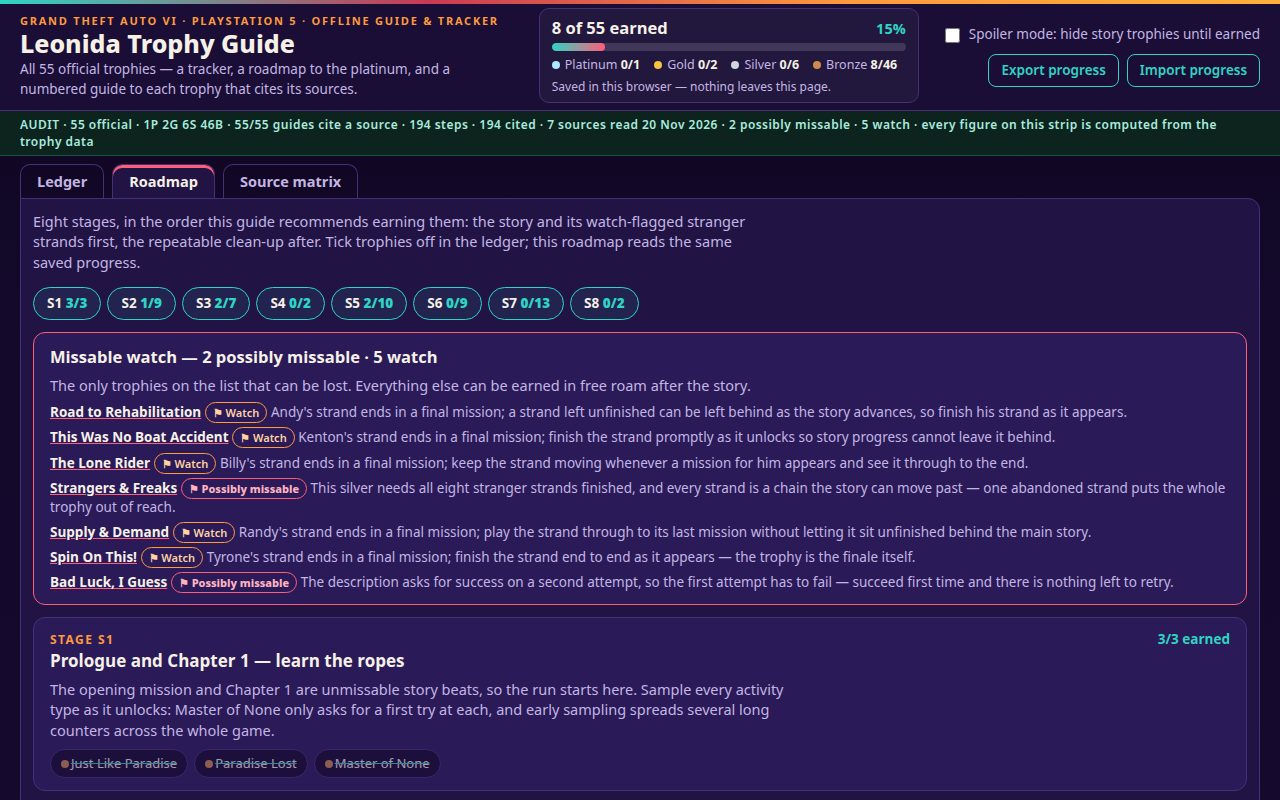 GRAND THEFT AUTO VI · PLAYSTATION 5 · OFFLINE GUIDE & TRACKER
Leonida Trophy Guide
All 55 official trophies — a tracker, a roadmap to the platinum, and a
numbered guide to each trophy that cites its sources.
8 of 55 earned 15%
Platinum 0/1 Gold 0/2 Silver 0/6 Bronze 8/46
Saved in this browser — nothing leaves this page.
Spoiler mode: hide story trophies until earned
Export progress Import progress
AUDIT · 55 official · 1P 2G 6S 46B · 55/55 guides cite a source · 194 steps · 194 cited · 7 sources read 20 Nov 2026 · 2 possibly missable · 5 watch · every figure on this strip is computed from the
trophy data
Ledger Roadmap Source matrix
Eight stages, in the order this guide recommends earning them: the story and its watch-flagged stranger
strands first, the repeatable clean-up after. Tick trophies off in the ledger; this roadmap reads the same
saved progress.
S1 3/3 S2 1/9 S3 2/7 S4 0/2 S5 2/10 S6 0/9 S7 0/13 S8 0/2
Missable watch — 2 possibly missable · 5 watch
The only trophies on the list that can be lost. Everything else can be earned in free roam after the story.
Road to Rehabilitation ⚑ Watch Andy's strand ends in a final mission; a strand left unfinished can be left behind as the story advances, so finish his strand as it appears.
This Was No Boat Accident ⚑ Watch Kenton's strand ends in a final mission; finish the strand promptly as it unlocks so story progress cannot leave it behind.
The Lone Rider ⚑ Watch Billy's strand ends in a final mission; keep the strand moving whenever a mission for him appears and see it through to the end.
Strangers & Freaks ⚑ Possibly missable This silver needs all eight stranger strands finished, and every strand is a chain the story can move past — one abandoned strand puts the whole
trophy out of reach.
Supply & Demand ⚑ Watch Randy's strand ends in a final mission; play the strand through to its last mission without letting it sit unfinished behind the main story.
Spin On This! ⚑ Watch Tyrone's strand ends in a final mission; finish the strand end to end as it appears — the trophy is the finale itself.
Bad Luck, I Guess ⚑ Possibly missable The description asks for success on a second attempt, so the first attempt has to fail — succeed first time and there is nothing left to retry.
STAGE S1 3/3 earned
Prologue and Chapter 1 — learn the ropes
The opening mission and Chapter 1 are unmissable story beats, so the run starts here. Sample every activity
type as it unlocks: Master of None only asks for a first try at each, and early sampling spreads several long
counters across the whole game.
Just Like Paradise Paradise Lost Master of None